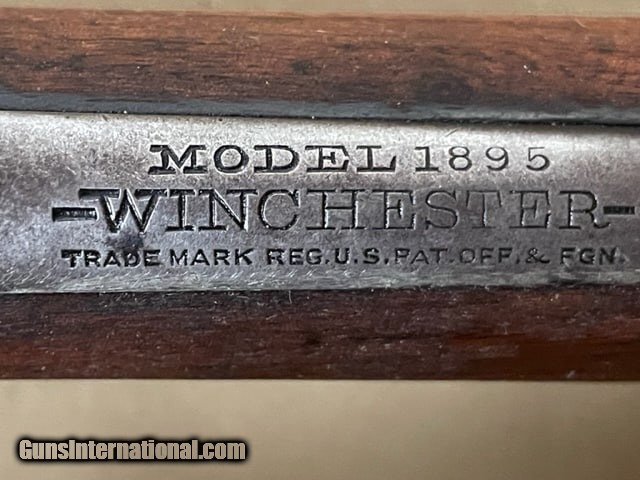 MODEL 1895
-WINCHESTER-
TRADE MARK REG.U.S.PAT.OFF.& FGN.
GunsInternational.com